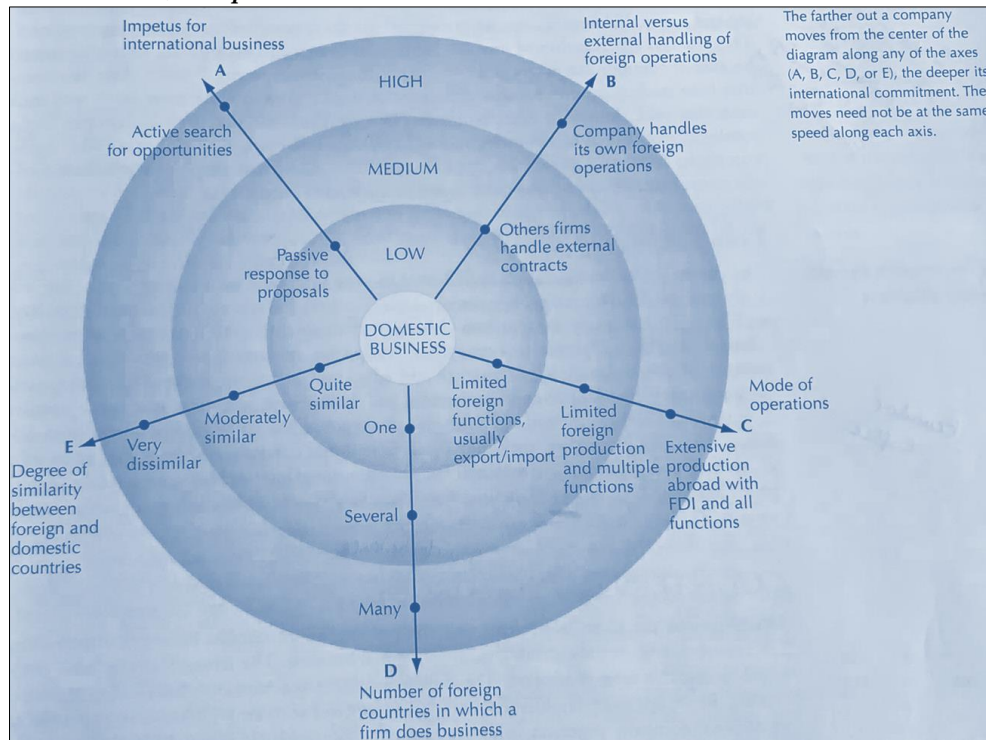 Impetus for
international business
A
Active search
for opportunities
Internal versus
external handling of
foreign operations
B
Company handles
its own foreign
operations
Others firms
handle external
contracts
The farther out a company
moves from the center of the
diagram along any of the axes
(A, B, C, D, or E), the deeper its
international commitment. The
moves need not be at the same
speed along each axis.
HIGH
MEDIUM
LOW
Passive
response to
proposals
DOMESTIC
BUSINESS
Quite
similar
Moderately
similar
Very
dissimilar
E
Degree of
similarity
between
foreign and
domestic
countries
One
Several
Many
D
Number of foreign
countries in which a
firm does business
Limited
foreign
functions,
usually
export/import
Limited
foreign
production
and multiple
functions
Extensive
production
abroad with
FDI and all
functions
Mode of
operations
C